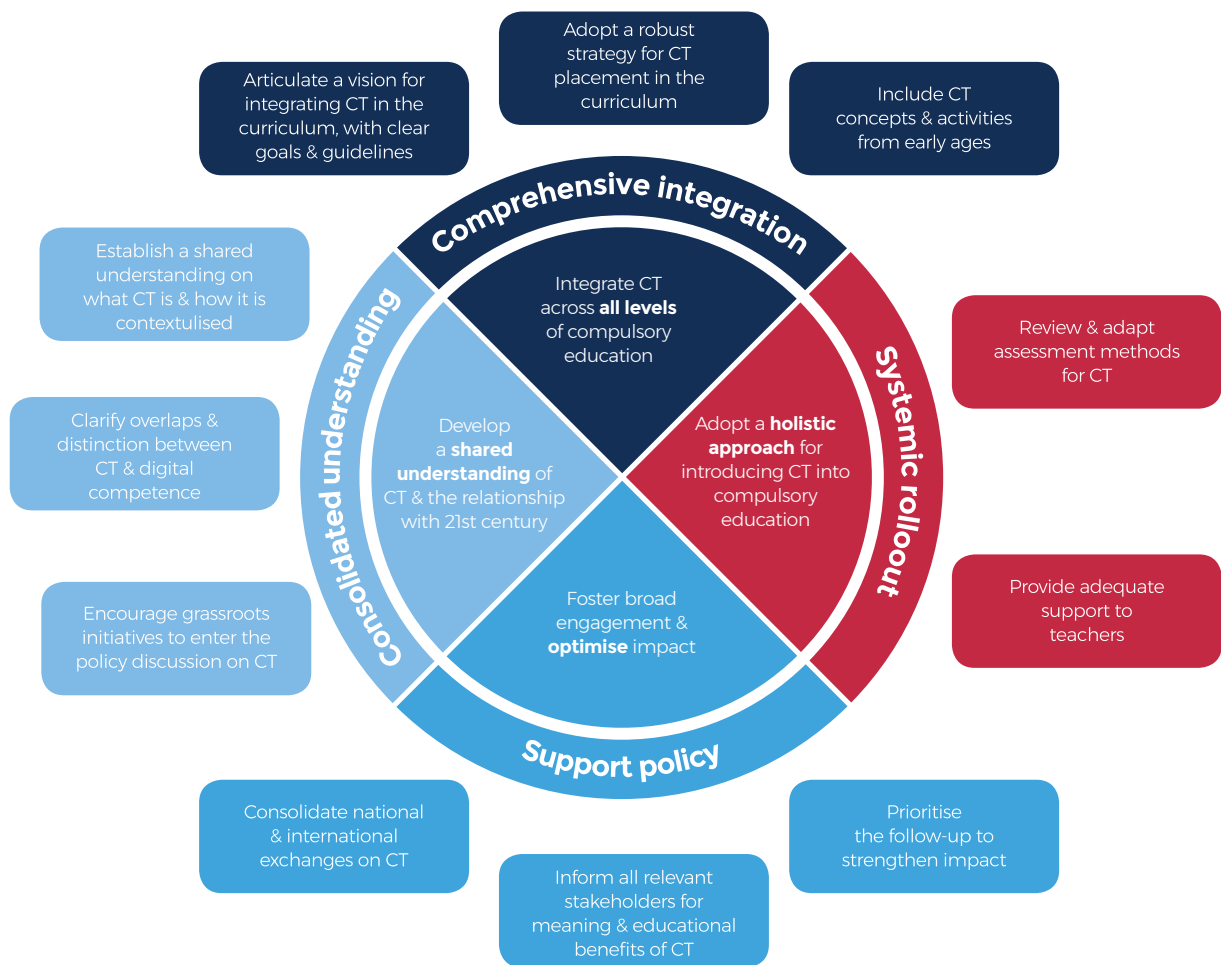 Adopt a robust
strategy for CT
placement in the
curriculum
Articulate a vision for
integrating CT in the
curriculum, with clear
goals & guidelines
Include CT
concepts & activities
from early ages
Comprehensive integration
Integrate CT
across all levels
of compulsory
education
Establish a shared
understanding on
what CT is & how it is
contextulised
Clarify overlaps &
distinction between
CT & digital
competence
Encourage grassroots
initiatives to enter the
policy discussion on CT
Consolidated understanding
Develop
a shared
understanding of
CT & the relationship
with 21st century
Adopt a holistic
approach for
introducing CT into
compulsory
education
Systemic rolloout
Review & adapt
assessment methods
for CT
Provide adequate
support to
teachers
Foster broad
engagement &
optimise impact
Support policy
Consolidate national
& international
exchanges on CT
Inform all relevant
stakeholders for
meaning & educational
benefits of CT
Prioritise
the follow-up to
strengthen impact